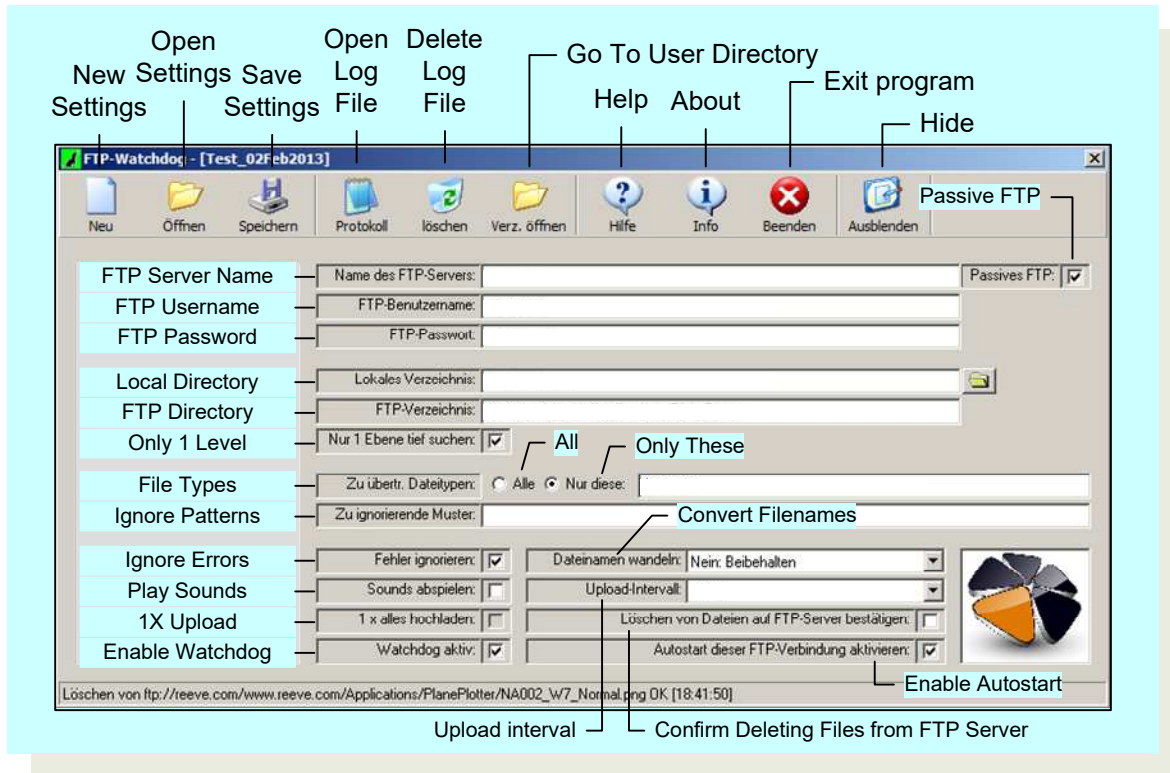 Open
New Settings Save
Settings Settings
Open
Log
File
Delete
Log
File
Go To User Directory
Help About
Exit program
Hide
FTP-Watchdog - [Test_02Feb2013]
Neu Öffnen Speichern Protokoll löschen Verz. öffnen Hilfe Info Beenden Ausblenden
Passive FTP
FTP Server Name Name des FTP-Servers: Passives FTP:
FTP Username FTP-Benutzername:
FTP Password FTP-Passwort:
Local Directory Lokales Verzeichnis:
FTP Directory FTP-Verzeichnis:
Only 1 Level Nur 1 Ebene tief suchen: All Only These
File Types Zu übertr. Dateitypen: Alle Nur diese:
Ignore Patterns Zu ignorierende Muster: Convert Filenames
Ignore Errors Fehler ignorieren: Dateinamen wandeln: Nein: Beibehalten
Play Sounds Sounds abspielen: Upload-Intervall:
1X Upload 1 x alles hochladen: Löschen von Dateien auf FTP-Server bestätigen:
Enable Watchdog Watchdog aktiv: Autostart dieser FTP-Verbindung aktivieren:
Enable Autostart
Löschen von ftp://reeve.com/www.reeve.com/Applications/PlanePlotter/NA002_W7_Normal.png OK [18:41:50]
Upload interval Confirm Deleting Files from FTP Server